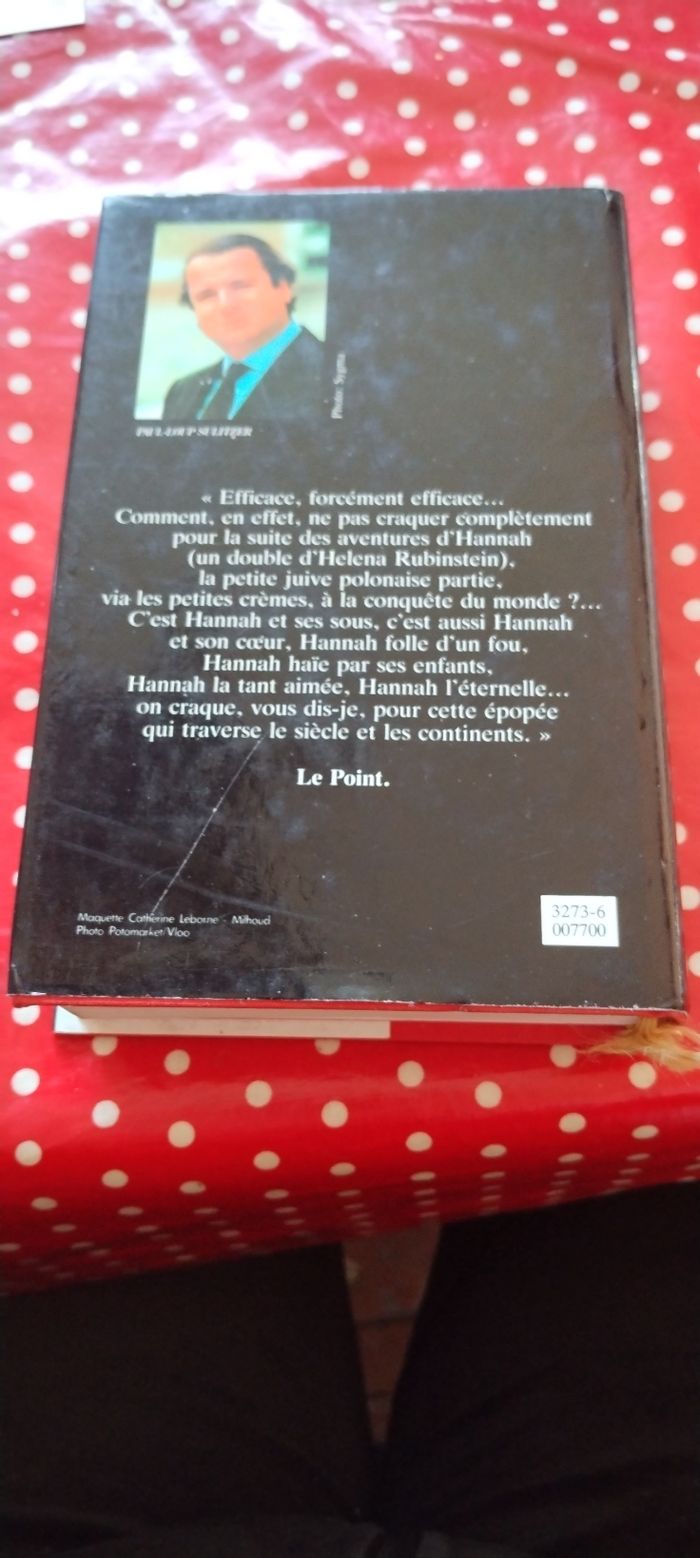 Photo: Sygma
PAUL-LOUP SULITZER
« Efficace, forcément efficace...
Comment, en effet, ne pas craquer complètement
pour la suite des aventures d'Hannah
(un double d'Helena Rubinstein),
la petite juive polonaise partie,
via les petites crèmes, à la conquête du monde ?...
C'est Hannah et ses sous, c'est aussi Hannah
et son cœur, Hannah folle d'un fou,
Hannah haïe par ses enfants,
Hannah la tant aimée, Hannah l'éternelle...
on craque, vous dis-je, pour cette épopée
qui traverse le siècle et les continents. »
Le Point.
Maquette Catherine Leborne - Milhoud
Photo Potomarket/Vloo
3273-6
007700